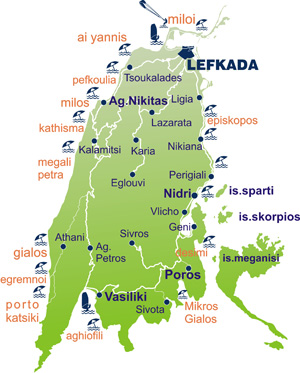 miloi
ai yannis
LEFKADA
pefkoulia
Tsoukalades
milos
Ag.Nikitas
Ligia
Lazarata
episkopos
kathisma
Kalamitsi
Karia
Nikiana
megali
petra
Eglouvi
Perigiali
Nidri
is.sparti
Vlicho
is.skorpios
Geni
Athani
Sivros
gialos
Ag.
Petros
desimi
is.meganisi
egremnoi
Poros
porto
katsiki
Vasiliki
Sivota
Mikros
Gialos
aghiofili